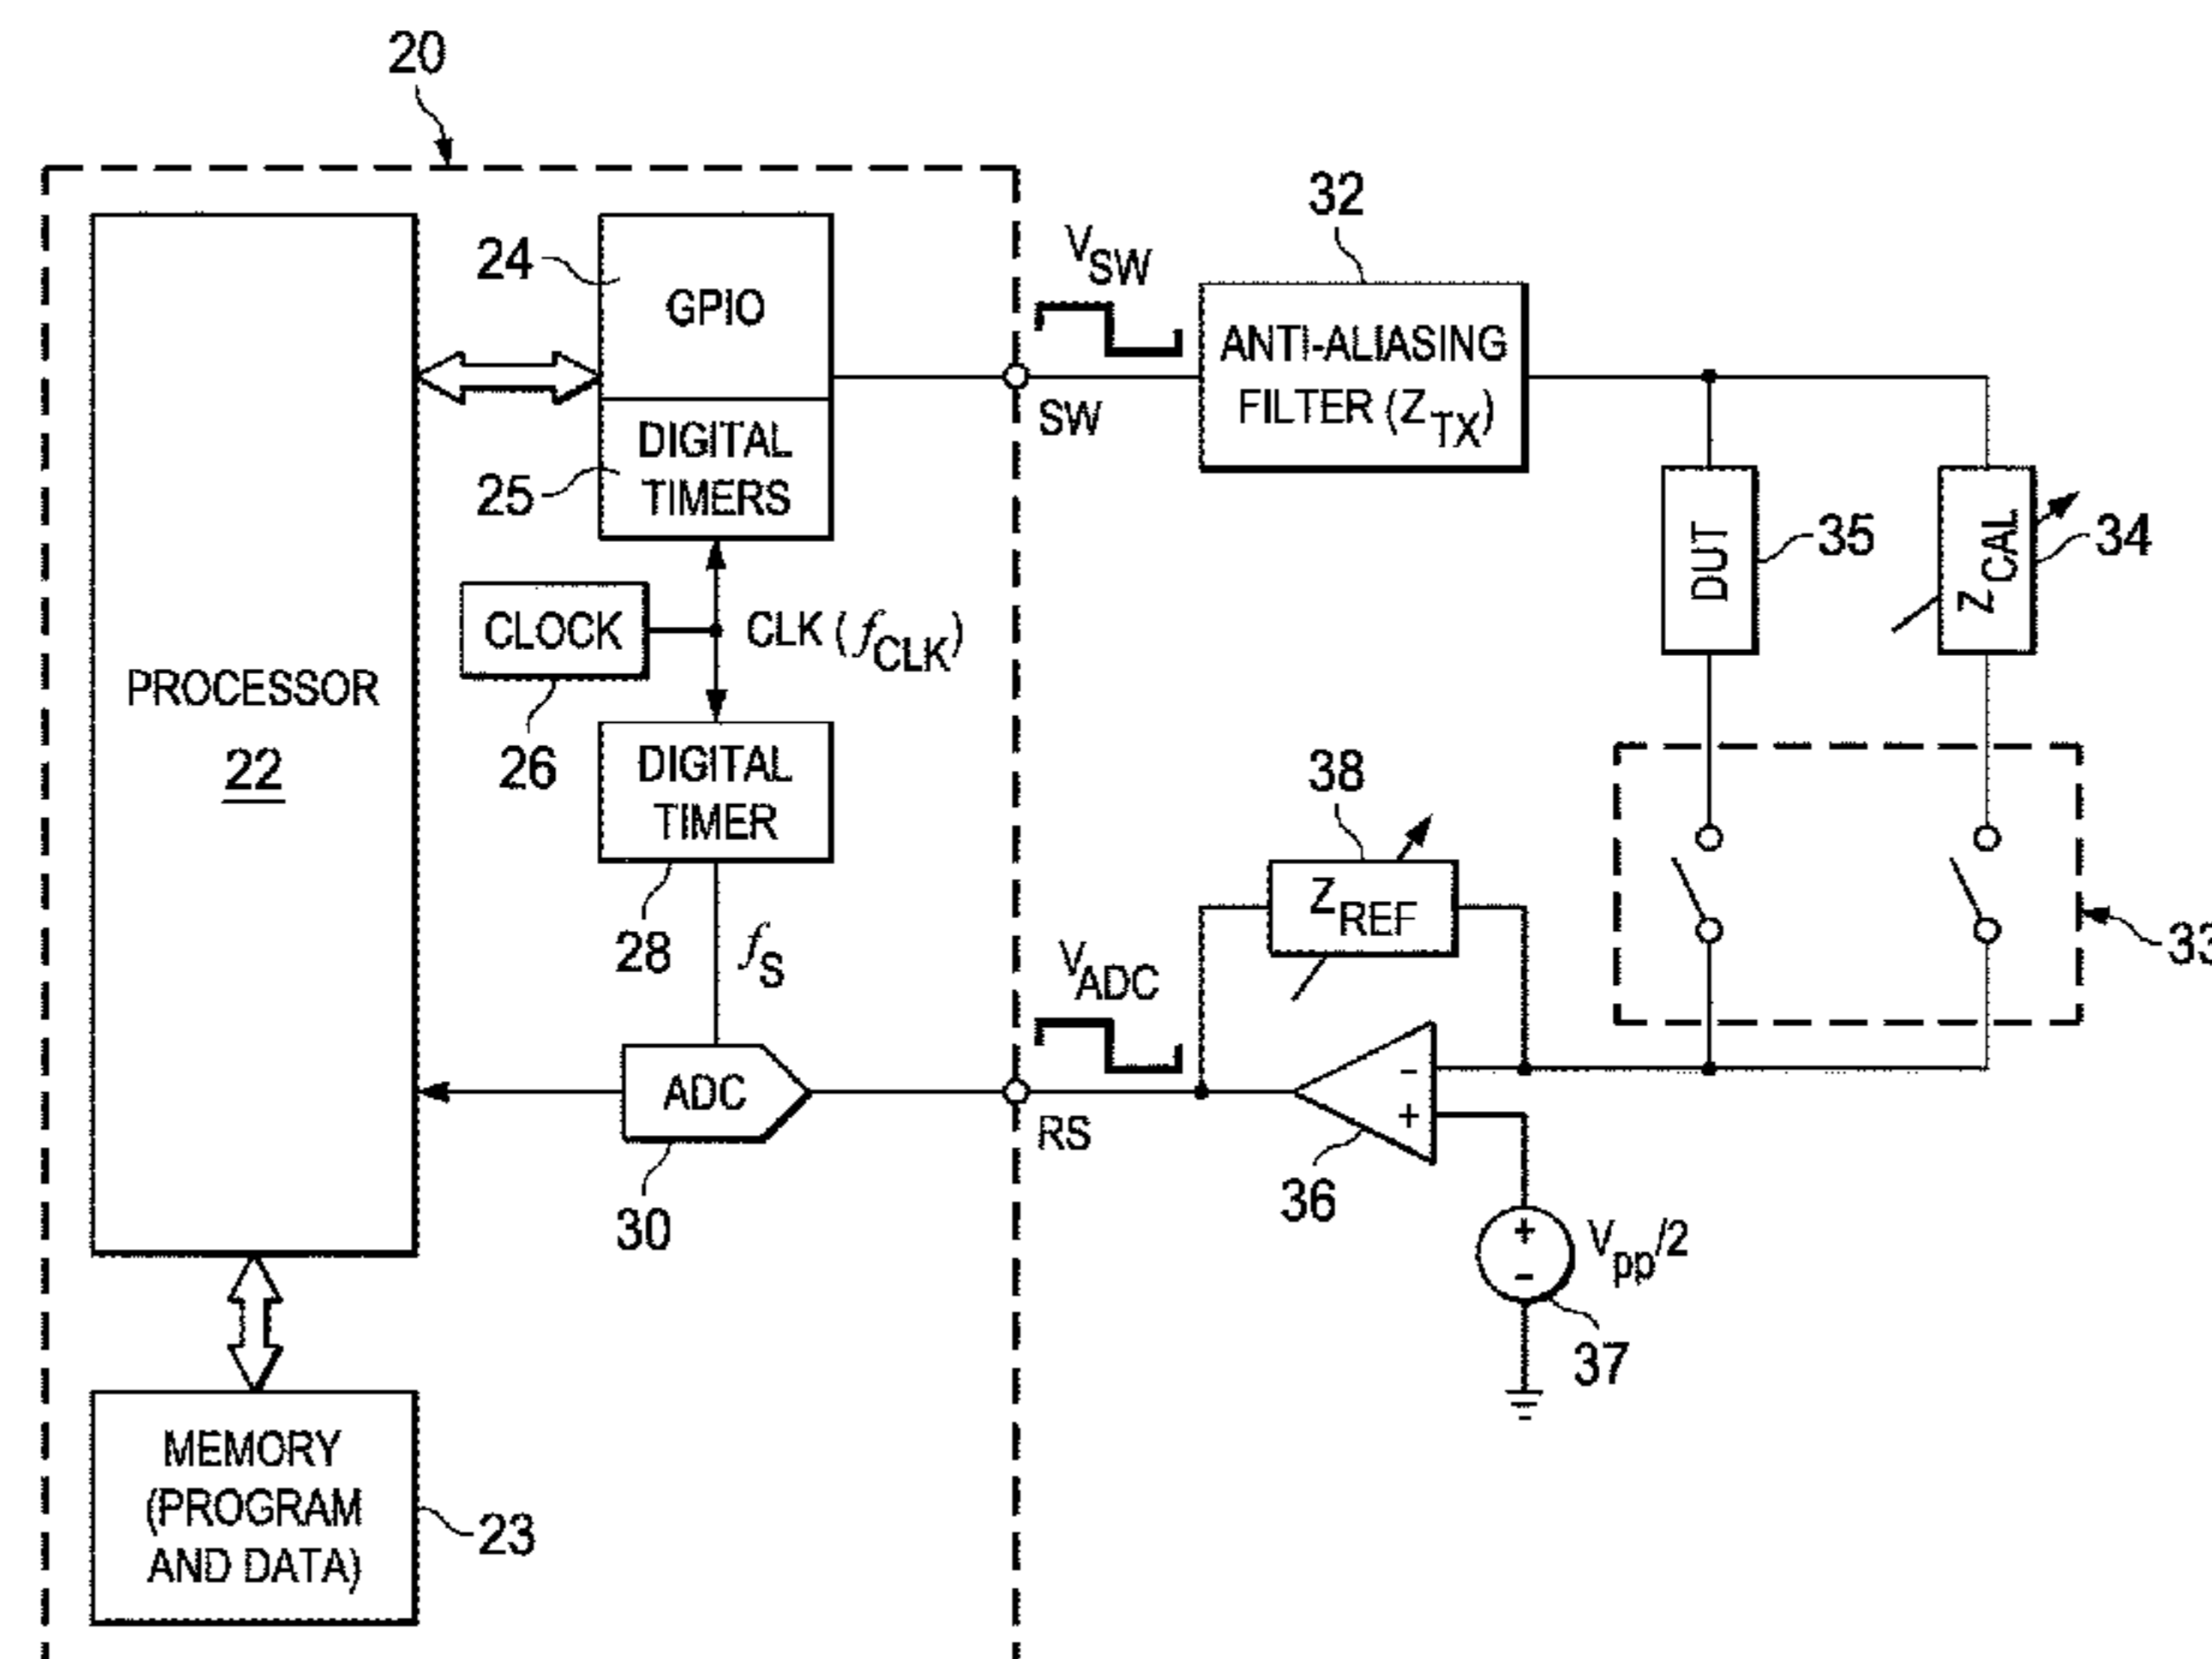 20
PROCESSOR
22
24
GPIO
25
DIGITAL
TIMERS
CLOCK
26
CLK (fCLK)
DIGITAL
TIMER
28
fS
ADC
30
MEMORY
(PROGRAM
AND DATA)
23
VSW
SW
32
ANTI-ALIASING
FILTER (ZTX)
DUT
35
ZCAL
34
33
38
ZREF
VADC
RS
-
+
36
+
-
Vpp/2
37